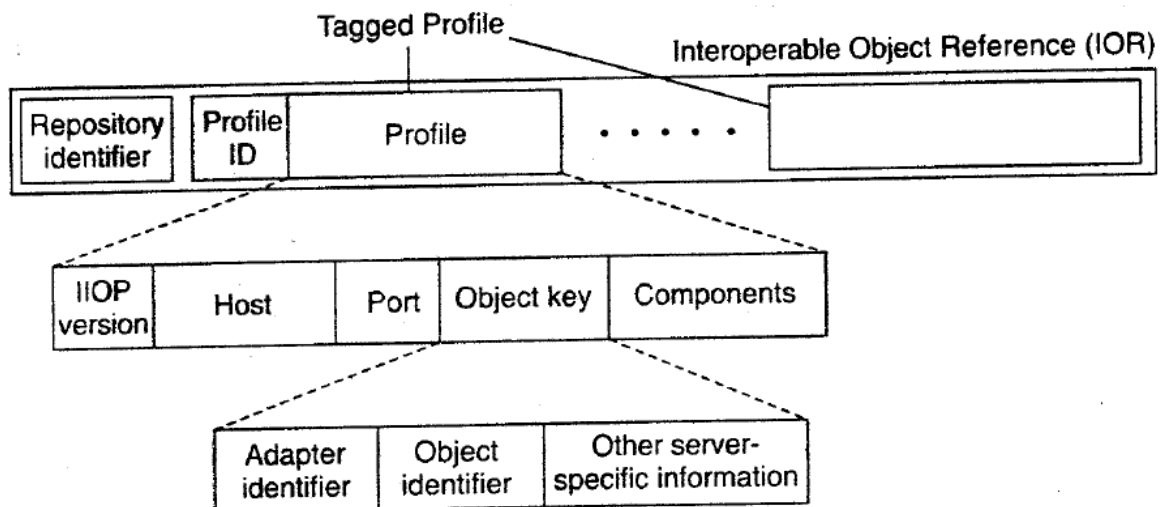 Tagged Profile
Interoperable Object Reference (IOR)
Repository
identifier
Profile
ID
Profile
IIOP
version
Host
Port
Object key
Components
Adapter
identifier
Object
identifier
Other server-
specific information